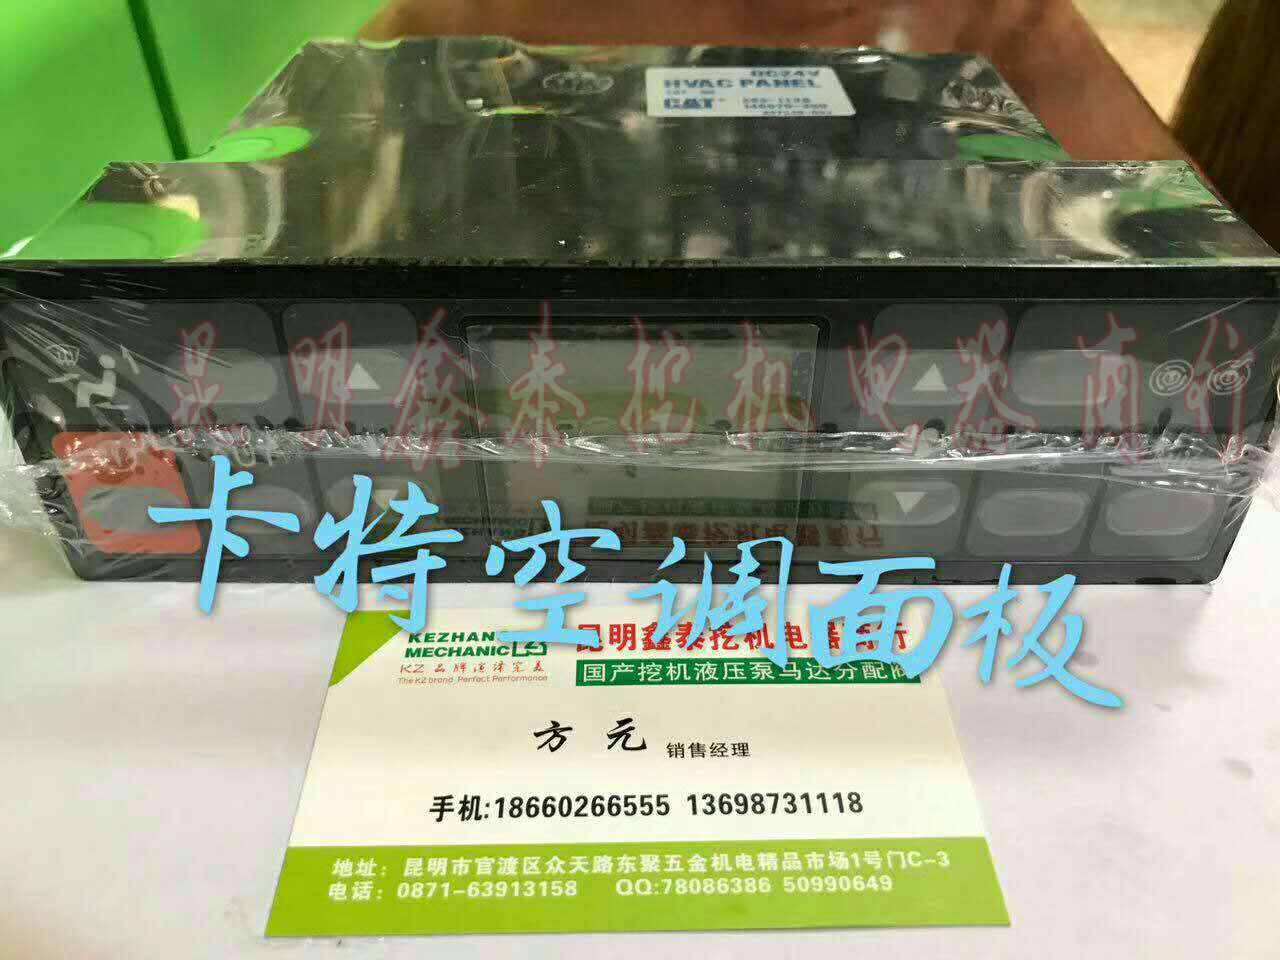 DC24V
HVAC PANEL
CAT
昆明鑫泰挖机电器商行
卡特空调面板
KEZHAN
MECHANIC
KZ 品牌演译完美
The KZ brand Perfect Performance
昆明鑫泰挖机电器商行
国产挖机液压泵马达分配阀
方元 销售经理
手机:18660266555 13698731118
地址：昆明市官渡区众天路东聚五金机电精品市场1号门C-3
电话：0871-63913158 QQ:78086386 50990649